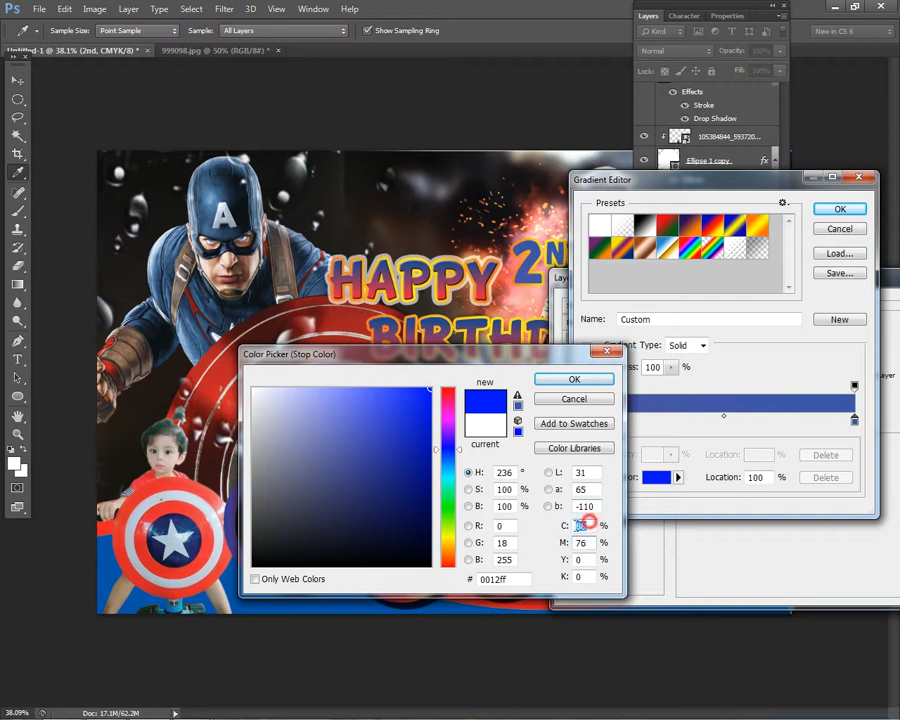 Ps File Edit Image Layer Type Select Filter 3D View Window Help
Sample Size: Point Sample Sample: All Layers Show Sampling Ring
Untitled-1 @ 38.1% (2nd, CMYK/8) * × 999098.jpg @ 50% (RGB/8#) * ×
Layers Character Properties
Kind
Normal Opacity:
Lock: Fill: 100%
New in CS 6
Effects
Stroke
Drop Shadow
105384844_593720...
Ellipse 1 copy fx
A
HAPPY 2N
BIRTHD
Gradient Editor
Presets
OK
Cancel
Load...
Save...
Name: Custom New
Gradient Type: Solid
100 %
Location: % Delete
Location: 100 % Delete
Color Picker (Stop Color)
new
current
OK
Cancel
Add to Swatches
Color Libraries
H: 236 °
S: 100 %
B: 100 %
R: 0
G: 18
B: 255
# 0012ff
L: 31
a: 65
b: -110
C: %
M: 76 %
Y: 0 %
K: 0 %
Only Web Colors
38.09% Doc: 17.1M/62.2M